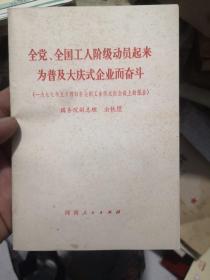 全党、全国工人阶级动员起来
为普及大庆式企业而奋斗
（一九七七年五月四日在全国工业学大庆会议上的报告）
国务院副总理 余秋里
河南人民出版社